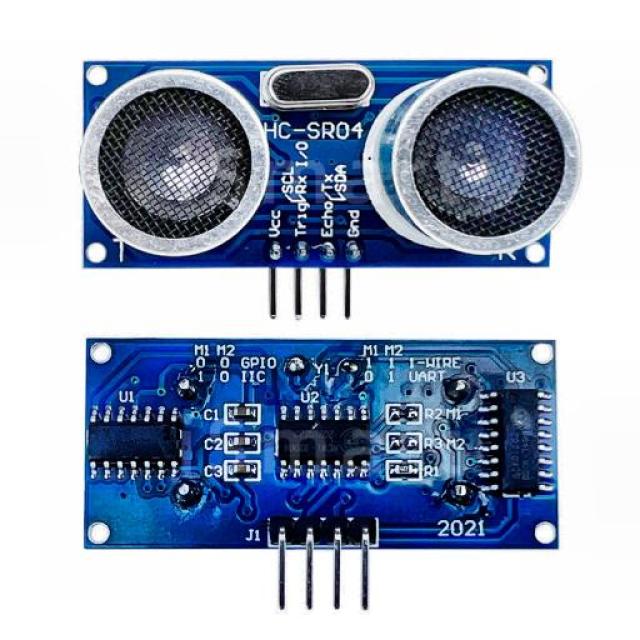 HC-SR04
Vcc
/SCL
Trig/Rx I/O
Echo/Tx
/SDA
Gnd
T
R
M1 M2
0 0 GPIO
1 0 IIC
Y1
M1 M2
1 1 1-WIRE
0 1 UART
U1
U2
U3
C1
R2 M1
C2
R3 M2
C3
R1
J1
2021